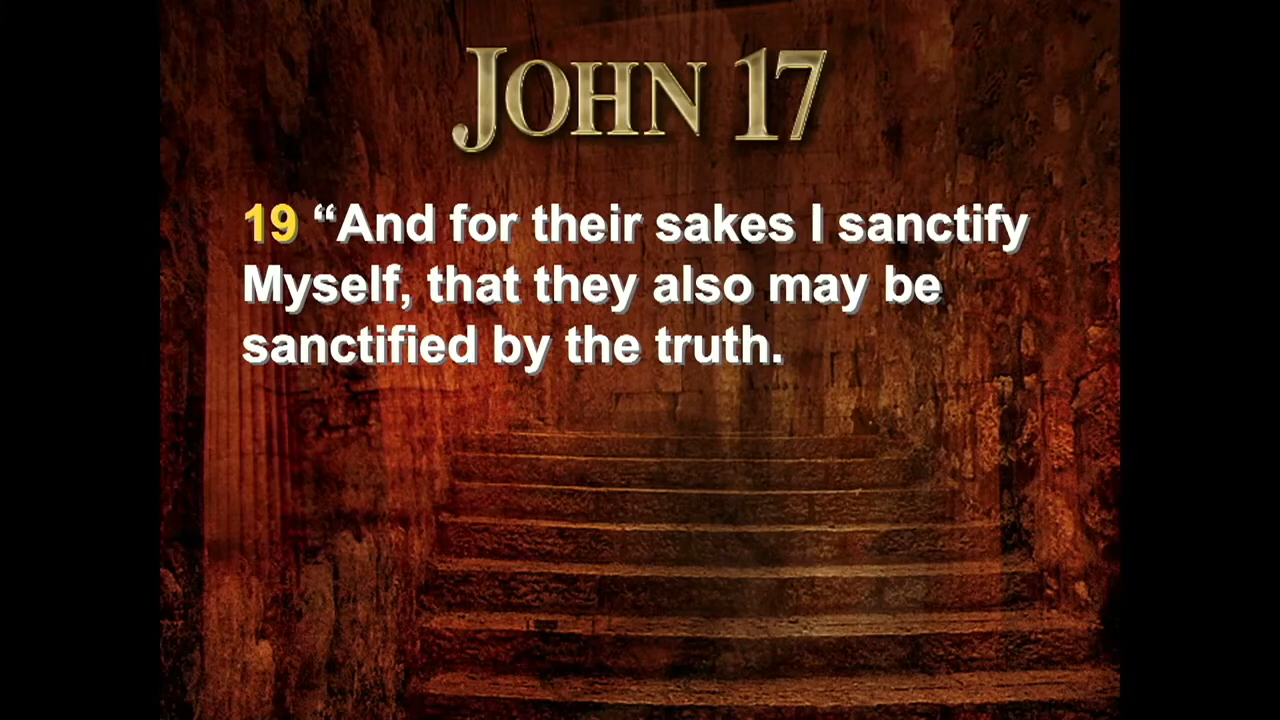 JOHN 17
19 “And for their sakes I sanctify
Myself, that they also may be
sanctified by the truth.